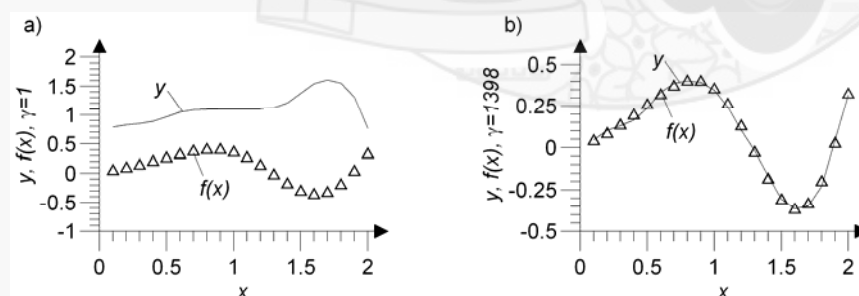 a)
y, f(x), γ=1
2
1.5
1
0.5
0
-0.5
-1
y
f(x)
0 0.5 1 1.5 2
x
b)
y, f(x), γ=1398
0.5
0.25
0
-0.25
-0.5
y
f(x)
0 0.5 1 1.5 2
x